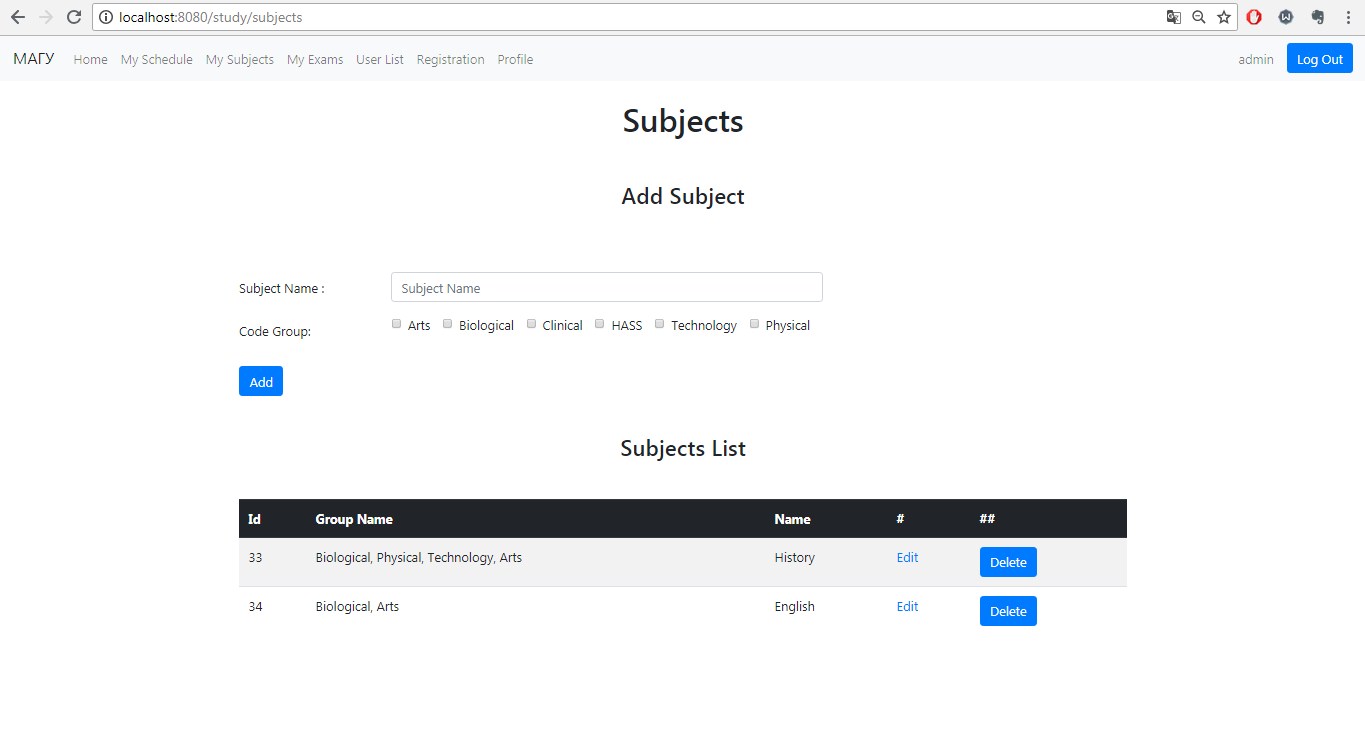 localhost:8080/study/subjects
МАГУ Home My Schedule My Subjects My Exams User List Registration Profile admin Log Out
Subjects
Add Subject
Subject Name : Subject Name
Code Group: Arts Biological Clinical HASS Technology Physical
Add
Subjects List
Id Group Name Name # ##
33 Biological, Physical, Technology, Arts History Edit Delete
34 Biological, Arts English Edit Delete